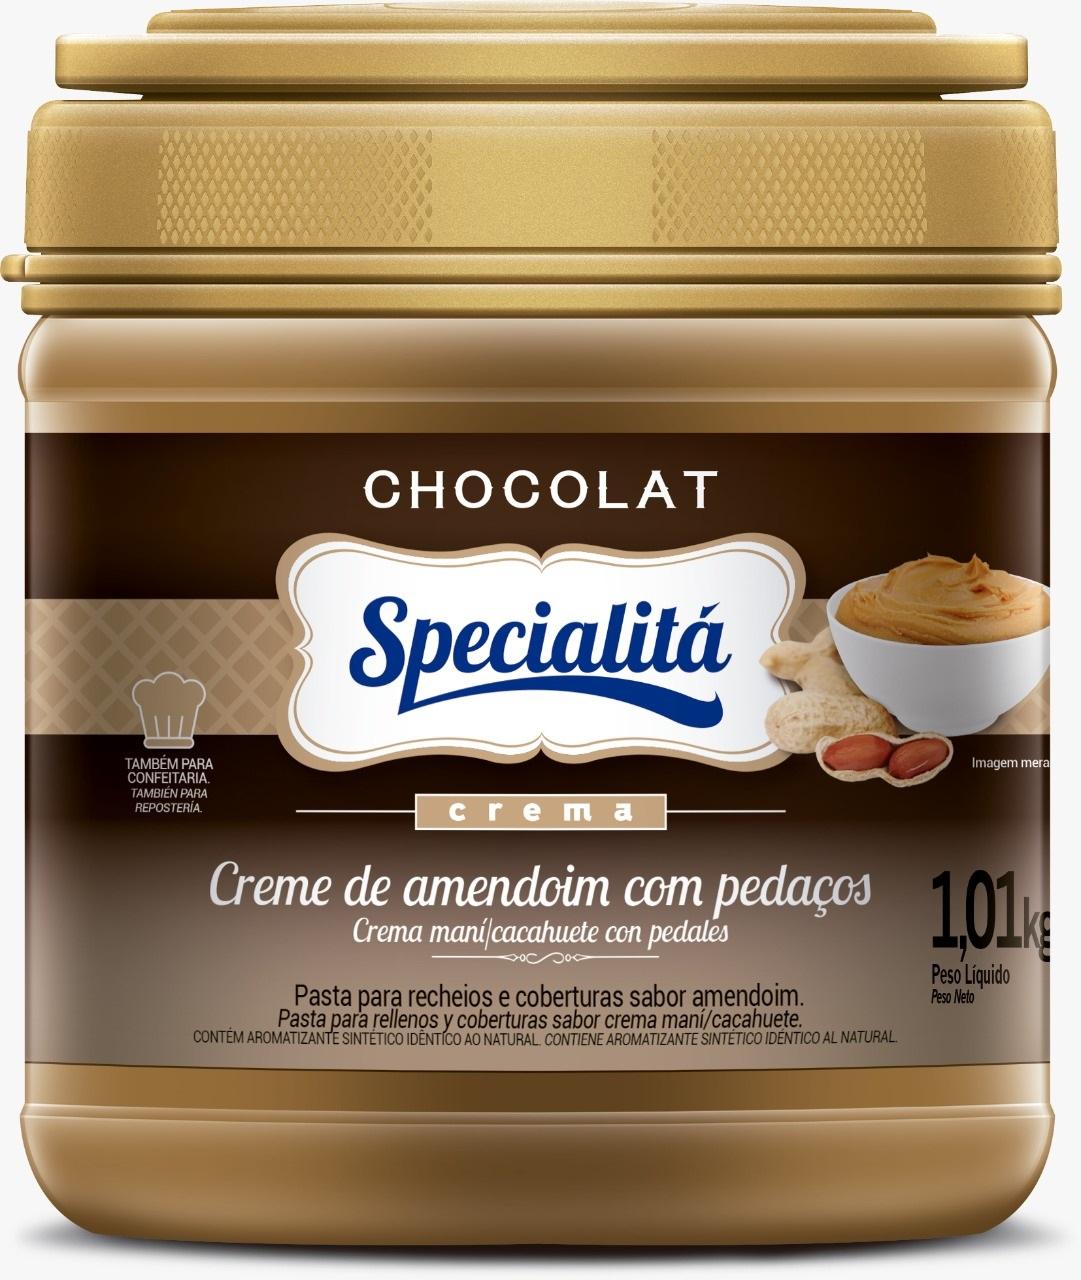 CHOCOLAT
Specialitá
crema
TAMBÉM PARA
CONFEITARIA.
TAMBIÉN PARA
REPOSTERÍA.
Imagem mera
Creme de amendoim com pedaços
Crema maní/cacahuete con pedales
1,01kg
Peso Líquido
Peso Neto
Pasta para recheios e coberturas sabor amendoim.
Pasta para rellenos y coberturas sabor crema maní/cacahuete.
CONTÉM AROMATIZANTE SINTÉTICO IDÊNTICO AO NATURAL. CONTIENE AROMATIZANTE SINTÉTICO IDÉNTICO AL NATURAL.